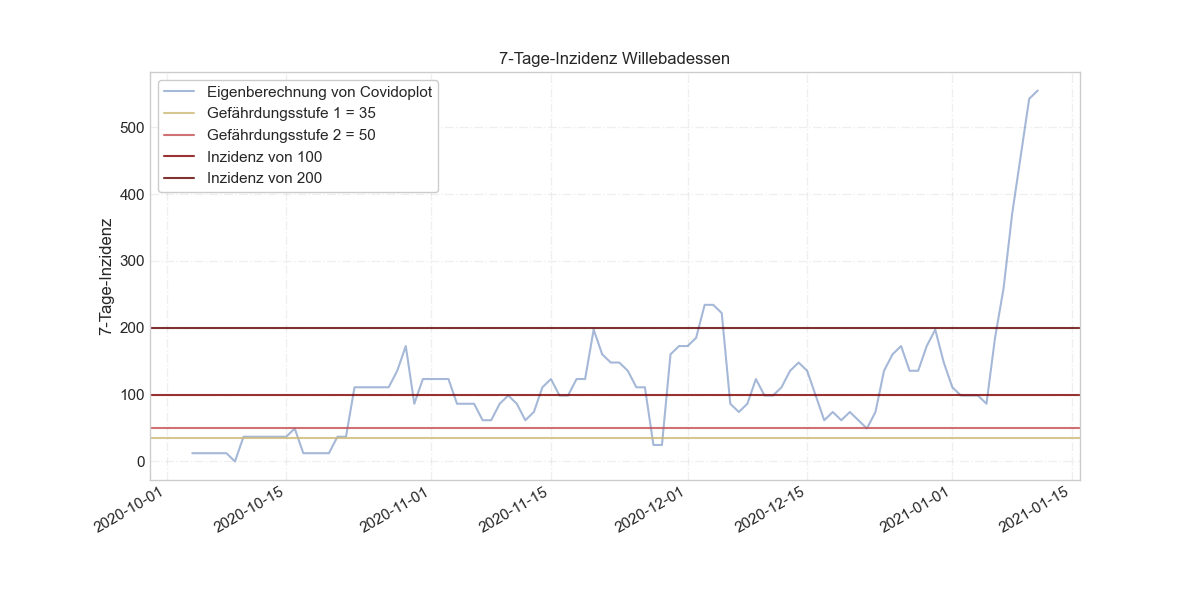 7-Tage-Inzidenz Willebadessen
Eigenberechnung von Covidoplot
Gefährdungsstufe 1 = 35
Gefährdungsstufe 2 = 50
Inzidenz von 100
Inzidenz von 200
7-Tage-Inzidenz
500
400
300
200
100
0
2020-10-01
2020-10-15
2020-11-01
2020-11-15
2020-12-01
2020-12-15
2021-01-01
2021-01-15